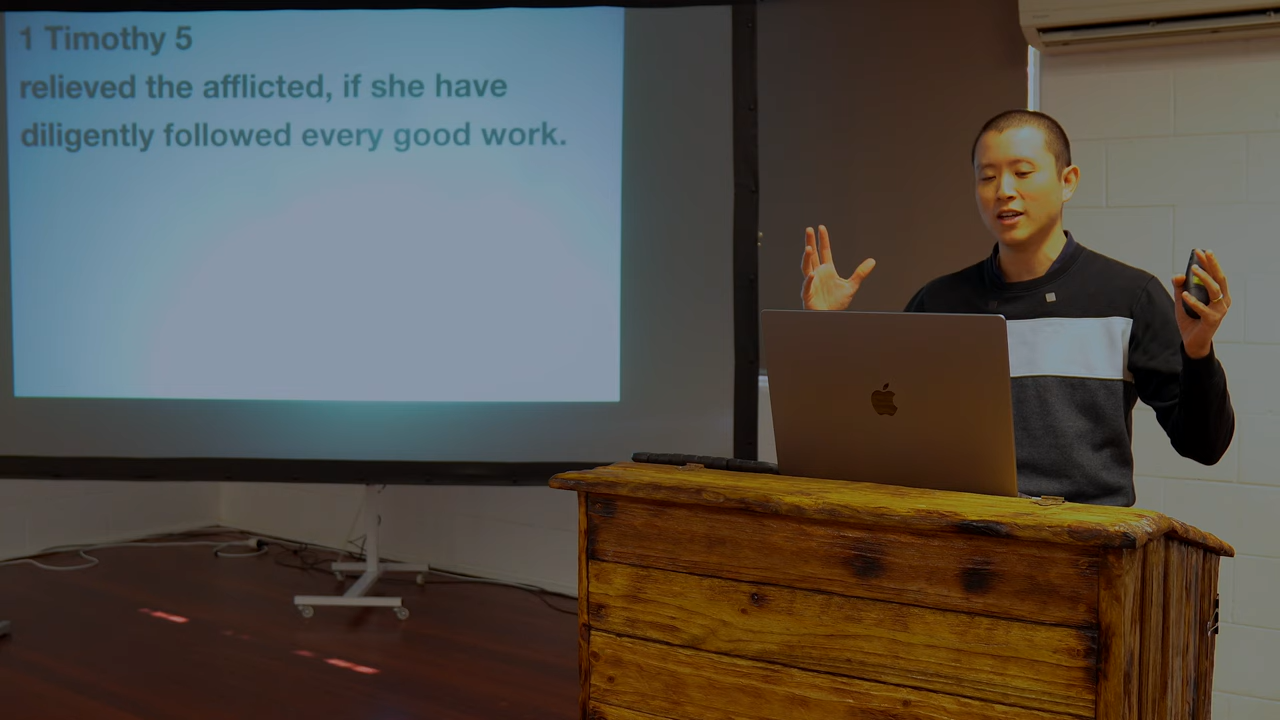 1 Timothy 5
relieved the afflicted, if she have
diligently followed every good work.